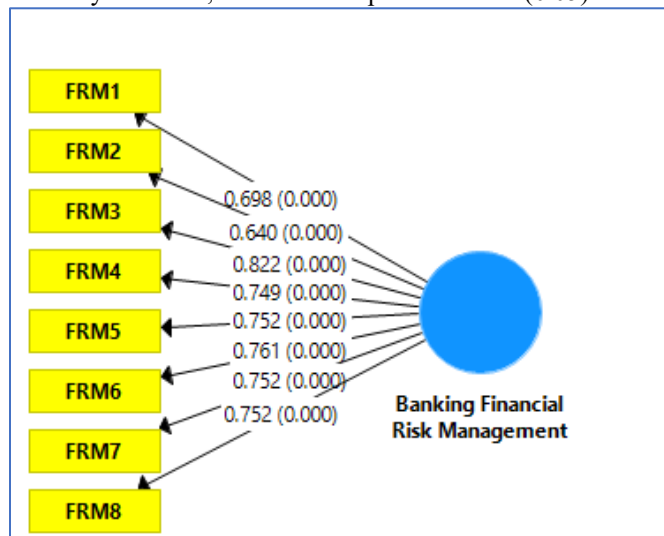 FRM1
FRM2
FRM3
FRM4
FRM5
FRM6
FRM7
FRM8
0.698 (0.000)
0.640 (0.000)
0.822 (0.000)
0.749 (0.000)
0.752 (0.000)
0.761 (0.000)
0.752 (0.000)
0.752 (0.000)
Banking Financial
Risk Management